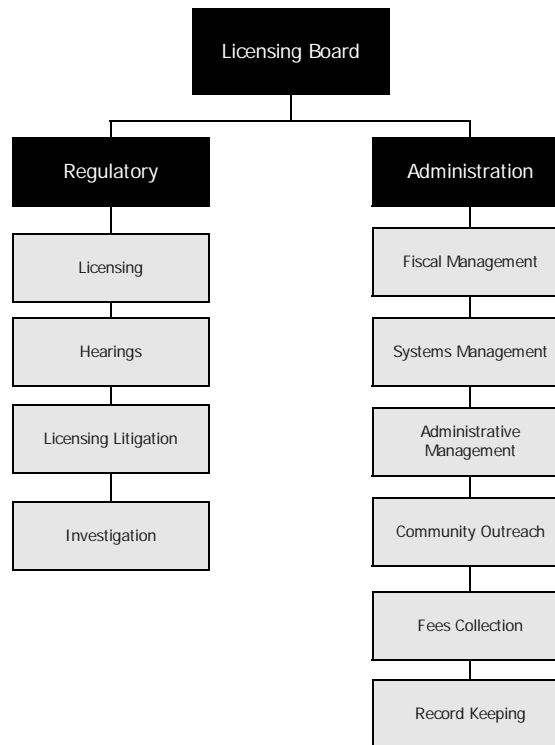 Licensing Board
Regulatory
Licensing
Hearings
Licensing Litigation
Investigation
Administration
Fiscal Management
Systems Management
Administrative
Management
Community Outreach
Fees Collection
Record Keeping